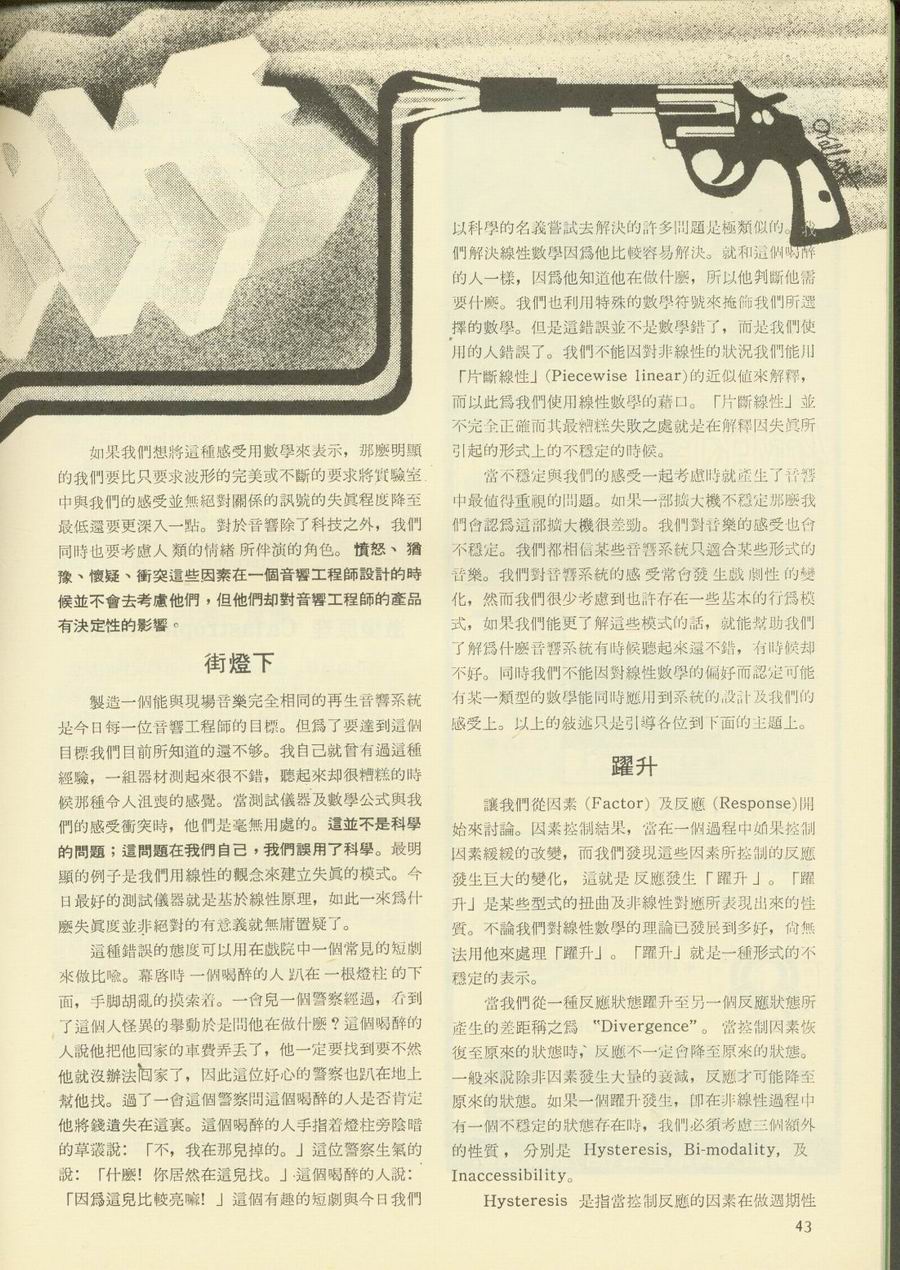 如果我們想將這種感受用數學來表示，那麽明顯
的我們要比只要求波形的完美或不斷的要求將實驗室
中與我們的感受並無絕對關係的訊號的失眞程度降至
最低還要更深入一點。對於音響除了科技之外，我們
同時也要考慮人類的情緒所伴演的角色。憤怒、猶
豫、懷疑、衝突這些因素在一個音響工程師設計的時
候並不會去考慮他們，但他們却對音響工程師的產品
有決定性的影響。
街燈下
製造一個能與現場音樂完全相同的再生音響系統
是今日每一位音響工程師的目標。但爲了要達到這個
目標我們目前所知道的還不够。我自己就曾有過這種
經驗，一組器材測起來很不錯，聽起來却很糟糕的時
候那種令人沮喪的感覺。當測試儀器及數學公式與我
們的感受衝突時，他們是毫無用處的。這並不是科學
的問題；這問題在我們自己，我們誤用了科學。最明
顯的例子是我們用線性的觀念來建立失眞的模式。今
日最好的測試儀器就是基於線性原理，如此一來爲什
麽失眞度並非絕對的有意義就無庸置疑了。
這種錯誤的態度可以用在戲院中一個常見的短劇
來做比喩。幕啓時一個喝醉的人趴在一根燈柱的下
面，手脚胡亂的摸索着。一會兒一個警察經過，看到
了這個人怪異的擧動於是問他在做什麽？這個喝醉的
人說他把他回家的車費弄丢了，他一定要找到要不然
他就沒辦法回家了，因此這位好心的警察也趴在地上
幫他找。過了一會這個警察問這個喝醉的人是否肯定
他將錢遺失在這裏。這個喝醉的人手指着燈柱旁陰暗
的草叢說：「不，我在那兒掉的。」這位警察生氣的
說：「什麽！你居然在這兒找。」這個喝醉的人說：
「因爲這兒比較亮嘛！」這個有趣的短劇與今日我們
以科學的名義嘗試去解決的許多問題是極類似的。我
們解決線性數學因爲他比較容易解決。就和這個喝醉
的人一樣，因爲他知道他在做什麽，所以他判斷他需
要什麽。我們也利用特殊的數學符號來掩飾我們所選
擇的數學。但是這錯誤並不是數學錯了，而是我們使
用的人錯誤了。我們不能因對非線性的狀況我們能用
「片斷線性」(Piecewise linear)的近似値來解釋，
而以此爲我們使用線性數學的藉口。「片斷線性」並
不完全正確而其最糟糕失敗之處就是在解釋因失眞所
引起的形式上的不穩定的時候。
當不穩定與我們的感受一起考慮時就產生了音響
中最値得重視的問題。如果一部擴大機不穩定那麽我
們會認爲這部擴大機很差勁。我們對音樂的感受也會
不穩定。我們都相信某些音響系統只適合某些形式的
音樂。我們對音響系統的感受常會發生戲劇性的變
化，然而我們很少考慮到也許存在一些基本的行爲模
式，如果我們能更了解這些模式的話，就能幫助我們
了解爲什麽音響系統有時候聽起來還不錯，有時候却
不好。同時我們不能因對線性數學的偏好而認定可能
有某一類型的數學能同時應用到系統的設計及我們的
感受上。以上的敍述只是引導各位到下面的主題上。
躍升
讓我們從因素 (Factor) 及反應 (Response)開
始來討論。因素控制結果，當在一個過程中如果控制
因素緩緩的改變，而我們發現這些因素所控制的反應
發生巨大的變化，這就是反應發生「躍升」。「躍
升」是某些型式的扭曲及非線性對應所表現出來的性
質。不論我們對線性數學的理論已發展到多好，尙無
法用他來處理「躍升」。「躍升」就是一種形式的不
穩定的表示。
當我們從一種反應狀態躍升至另一個反應狀態所
產生的差距稱之爲 “Divergence”。當控制因素恢
復至原來的狀態時，反應不一定會降至原來的狀態。
一般來說除非因素發生大量的衰減，反應才可能降至
原來的狀態。如果一個躍升發生，卽在非線性過程中
有一個不穩定的狀態存在時，我們必須考慮三個額外
的性質，分別是 Hysteresis, Bi-modality, 及
Inaccessibility。
Hysteresis 是指當控制反應的因素在做週期性
43